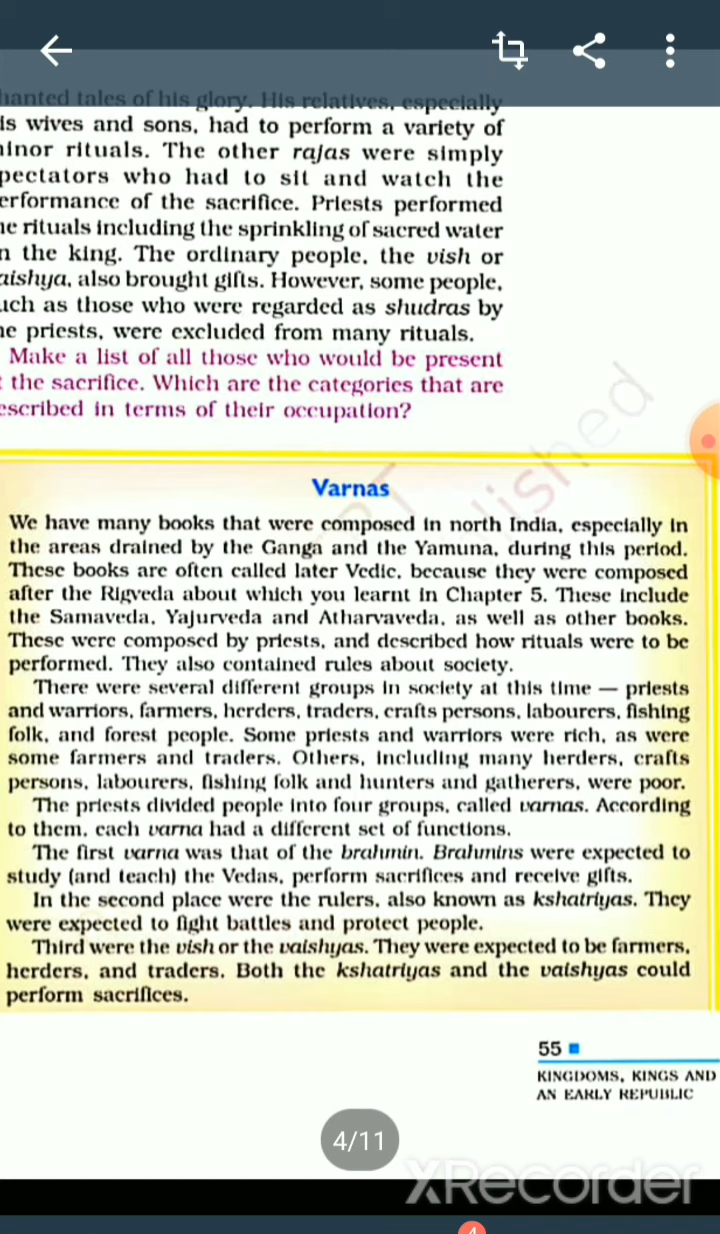 hanted tales of his glory. His relatives, especially
is wives and sons, had to perform a variety of
inor rituals. The other rajas were simply
pectators who had to sit and watch the
erformance of the sacrifice. Priests performed
he rituals including the sprinkling of sacred water
n the king. The ordinary people, the vish or
aishya, also brought gifts. However, some people,
uch as those who were regarded as shudras by
he priests, were excluded from many rituals.
Make a list of all those who would be present
t the sacrifice. Which are the categories that are
escribed in terms of their occupation?
Varnas
We have many books that were composed in north India, especially in
the areas drained by the Ganga and the Yamuna, during this period.
These books are often called later Vedic, because they were composed
after the Rigveda about which you learnt in Chapter 5. These include
the Samaveda, Yajurveda and Atharvaveda, as well as other books.
These were composed by priests, and described how rituals were to be
performed. They also contained rules about society.
There were several different groups in society at this time — priests
and warriors, farmers, herders, traders, crafts persons, labourers, fishing
folk, and forest people. Some priests and warriors were rich, as were
some farmers and traders. Others, including many herders, crafts
persons, labourers, fishing folk and hunters and gatherers, were poor.
The priests divided people into four groups, called varnas. According
to them, each varna had a different set of functions.
The first varna was that of the brahmin. Brahmins were expected to
study (and teach) the Vedas, perform sacrifices and receive gifts.
In the second place were the rulers, also known as kshatriyas. They
were expected to fight battles and protect people.
Third were the vish or the vaishyas. They were expected to be farmers,
herders, and traders. Both the kshatriyas and the vaishyas could
perform sacrifices.
55
KINGDOMS, KINGS AND
AN EARLY REPUBLIC
4/11
XRecorder
4